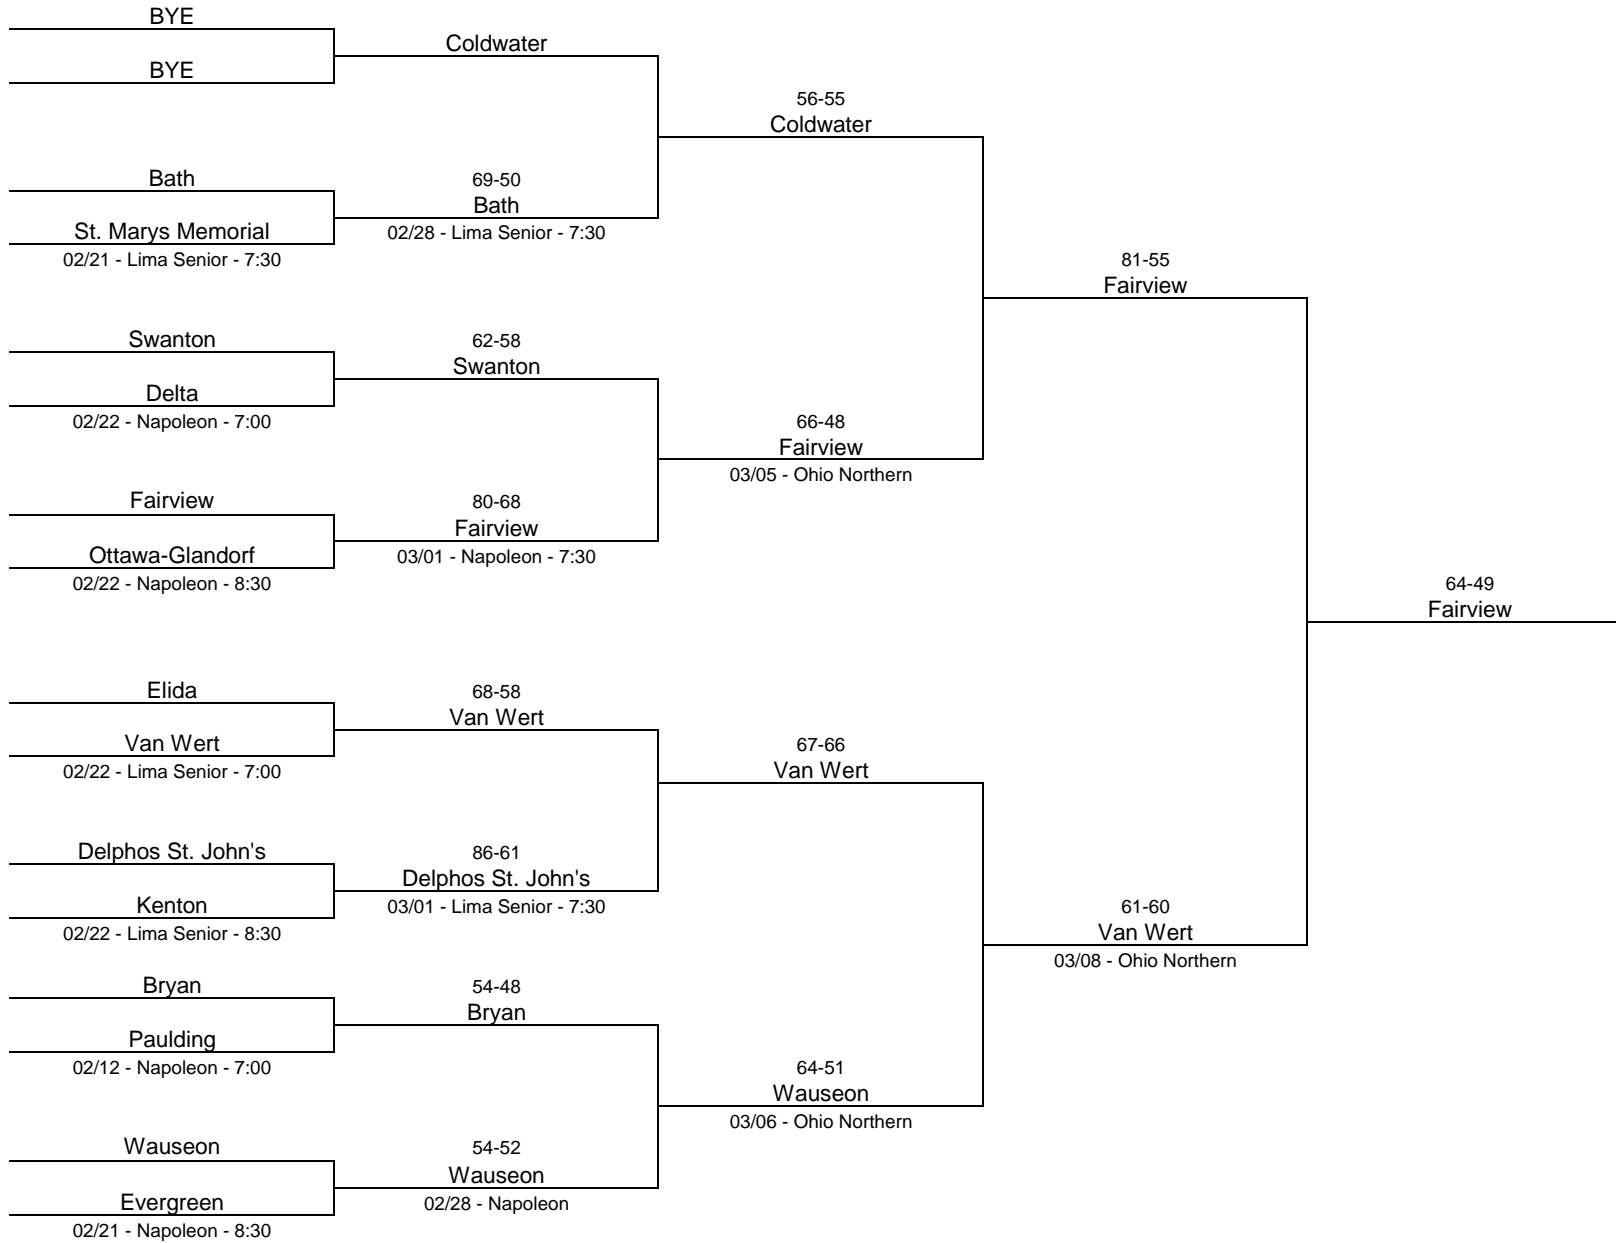 BYE
BYE
Coldwater
Bath
St. Marys Memorial
02/21 - Lima Senior - 7:30
69-50
Bath
02/28 - Lima Senior - 7:30
56-55
Coldwater
Swanton
Delta
02/22 - Napoleon - 7:00
62-58
Swanton
Fairview
Ottawa-Glandorf
02/22 - Napoleon - 8:30
80-68
Fairview
03/01 - Napoleon - 7:30
66-48
Fairview
03/05 - Ohio Northern
81-55
Fairview
Elida
Van Wert
02/22 - Lima Senior - 7:00
68-58
Van Wert
Delphos St. John's
Kenton
02/22 - Lima Senior - 8:30
86-61
Delphos St. John's
03/01 - Lima Senior - 7:30
67-66
Van Wert
Bryan
Paulding
02/12 - Napoleon - 7:00
54-48
Bryan
Wauseon
Evergreen
02/21 - Napoleon - 8:30
54-52
Wauseon
02/28 - Napoleon
64-51
Wauseon
03/06 - Ohio Northern
61-60
Van Wert
03/08 - Ohio Northern
64-49
Fairview